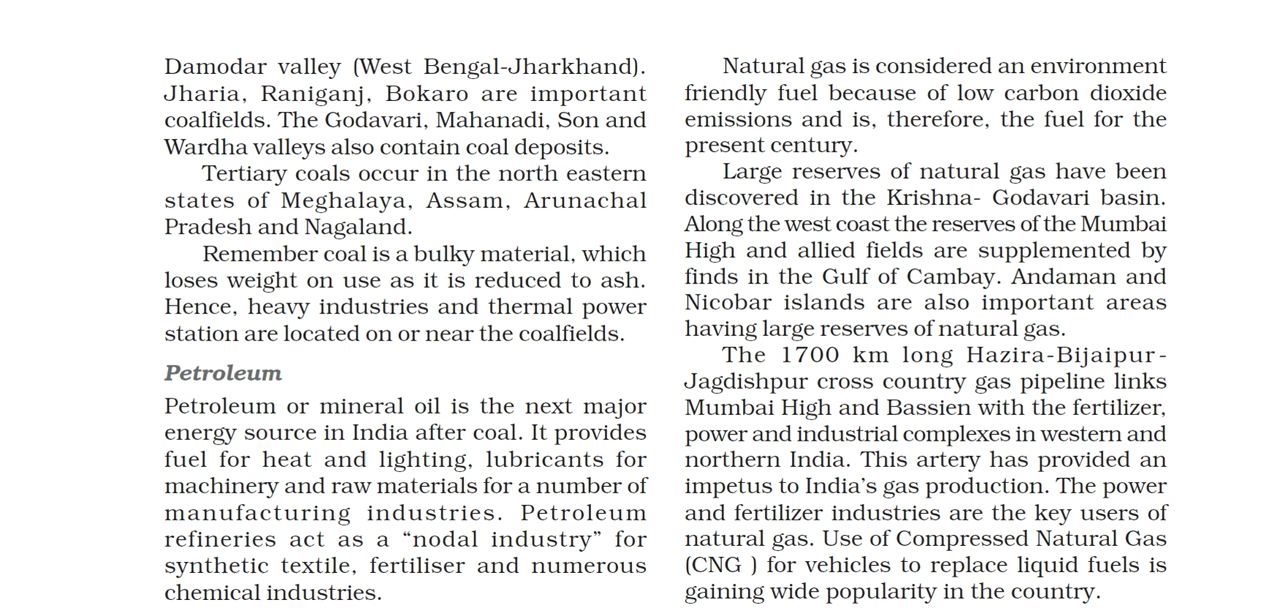 Damodar valley (West Bengal-Jharkhand).
Jharia, Raniganj, Bokaro are important
coalfields. The Godavari, Mahanadi, Son and
Wardha valleys also contain coal deposits.
Tertiary coals occur in the north eastern
states of Meghalaya, Assam, Arunachal
Pradesh and Nagaland.
Remember coal is a bulky material, which
loses weight on use as it is reduced to ash.
Hence, heavy industries and thermal power
station are located on or near the coalfields.
Petroleum
Petroleum or mineral oil is the next major
energy source in India after coal. It provides
fuel for heat and lighting, lubricants for
machinery and raw materials for a number of
manufacturing industries. Petroleum
refineries act as a “nodal industry” for
synthetic textile, fertiliser and numerous
chemical industries.
Natural gas is considered an environment
friendly fuel because of low carbon dioxide
emissions and is, therefore, the fuel for the
present century.
Large reserves of natural gas have been
discovered in the Krishna- Godavari basin.
Along the west coast the reserves of the Mumbai
High and allied fields are supplemented by
finds in the Gulf of Cambay. Andaman and
Nicobar islands are also important areas
having large reserves of natural gas.
The 1700 km long Hazira-Bijaipur-
Jagdishpur cross country gas pipeline links
Mumbai High and Bassien with the fertilizer,
power and industrial complexes in western and
northern India. This artery has provided an
impetus to India’s gas production. The power
and fertilizer industries are the key users of
natural gas. Use of Compressed Natural Gas
(CNG ) for vehicles to replace liquid fuels is
gaining wide popularity in the country.